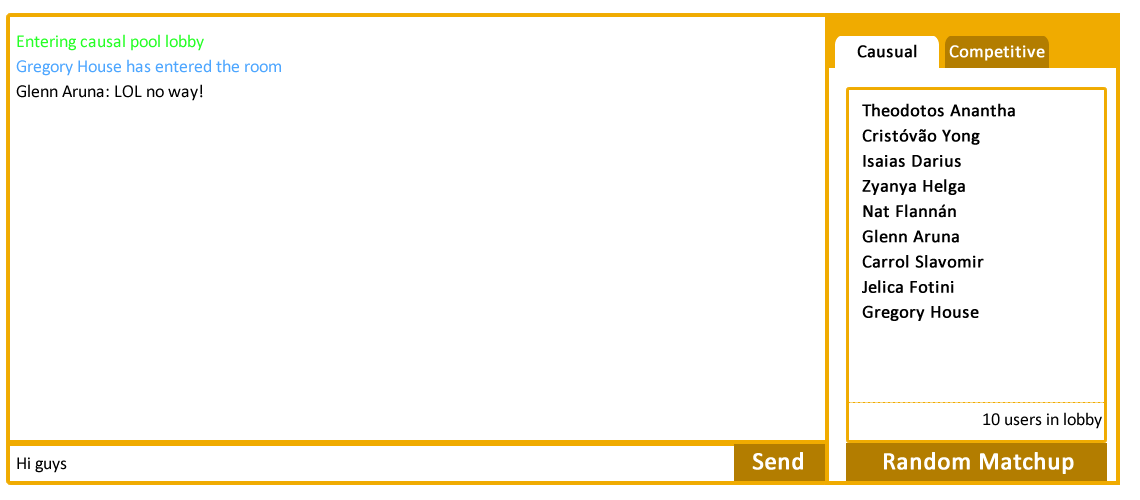 Entering causal pool lobby
Gregory House has entered the room
Glenn Aruna: LOL no way!
Hi guys
Send
Causual
Competitive
Theodotos Anantha
Cristóvão Yong
Isaias Darius
Zyanya Helga
Nat Flannán
Glenn Aruna
Carrol Slavomir
Jelica Fotini
Gregory House
10 users in lobby
Random Matchup